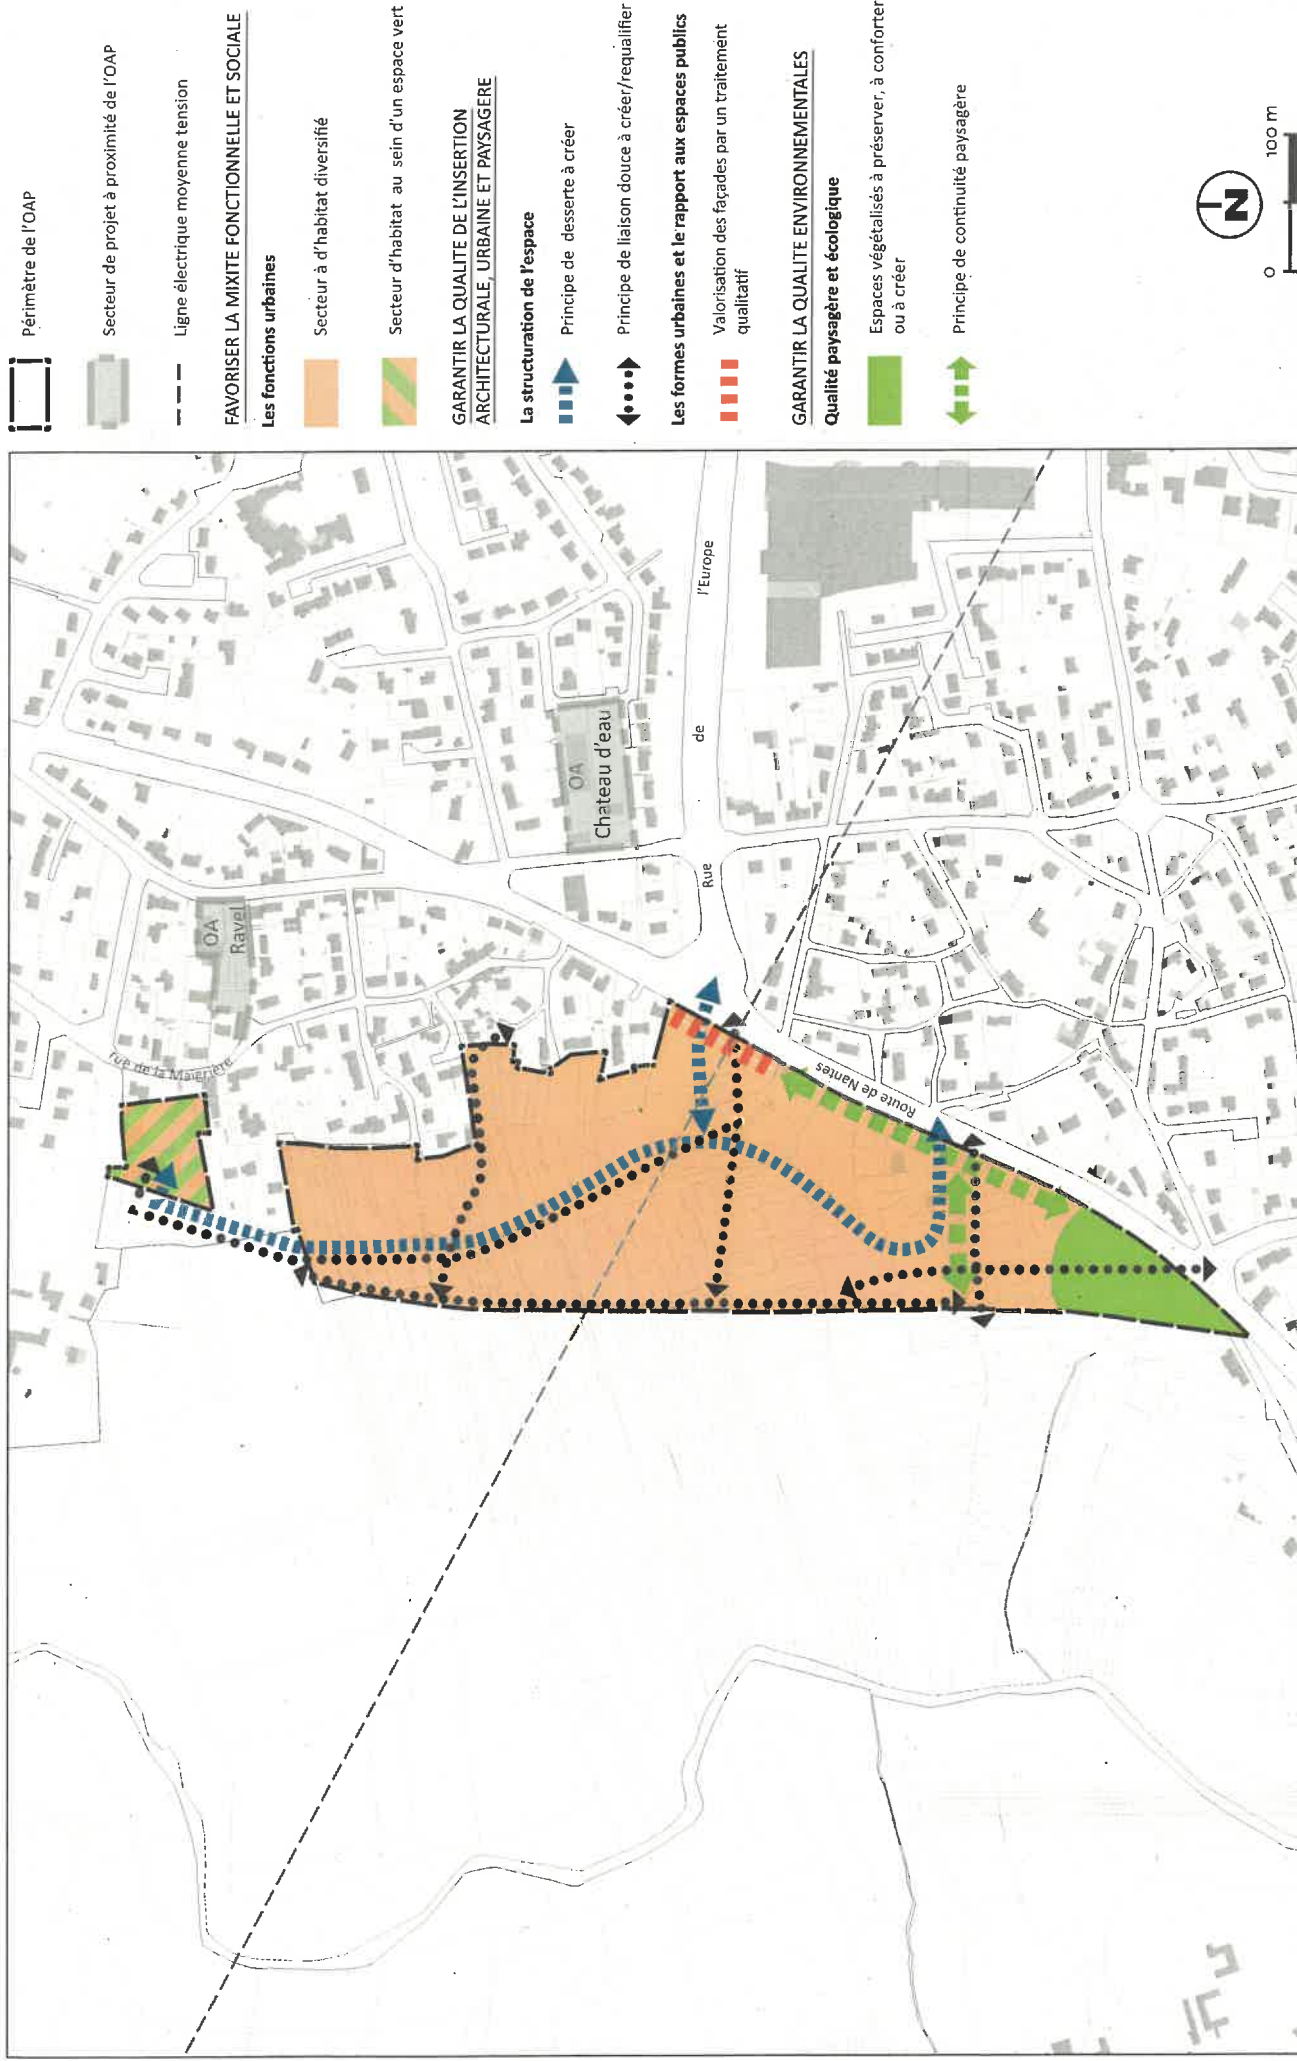 Périmètre de l'OAP
Secteur de projet à proximité de l'OAP
Ligne électrique moyenne tension
FAVORISER LA MIXITE FONCTIONNELLE ET SOCIALE
Les fonctions urbaines
Secteur à d'habitat diversifié
Secteur d'habitat au sein d'un espace vert
GARANTIR LA QUALITE DE L'INSERTION
ARCHITECTURALE, URBAINE ET PAYSAGERE
La structuration de l'espace
Principe de desserte à créer
Principe de liaison douce à créer/requalifier
Les formes urbaines et le rapport aux espaces publics
Valorisation des façades par un traitement
qualitatif
GARANTIR LA QUALITE ENVIRONNEMENTALES
Qualité paysagère et écologique
Espaces végétalisés à préserver, à conforter
ou à créer
Principe de continuité paysagère
N
0 100 m
rue de la Maignère
OA
Ravel
OA
Chateau d'eau
Rue de l'Europe
Route de Nantes